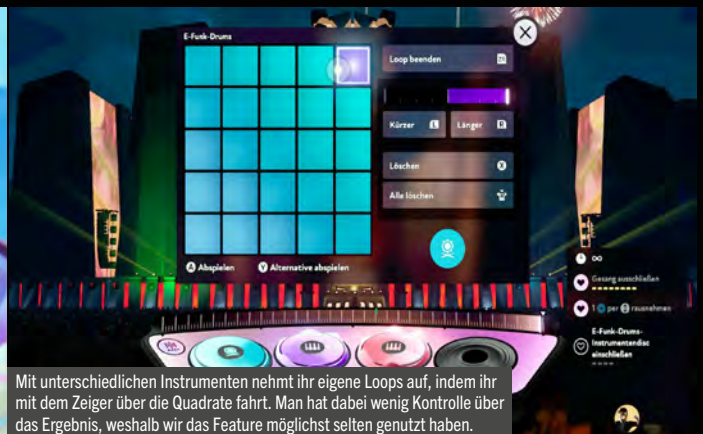 E-Funk-Drums
Loop beenden
ZR
Kürzer L Länger R
Löschen X
Alle löschen
A Abspielen Y Alternative abspielen
∞
Gesang ausschließen
1 per rausnehmen
E-Funk-Drums-
Instrumentendisc
einschließen
Mit unterschiedlichen Instrumenten nehmt ihr eigene Loops auf, indem ihr
mit dem Zeiger über die Quadrate fahrt. Man hat dabei wenig Kontrolle über
das Ergebnis, weshalb wir das Feature möglichst selten genutzt haben.